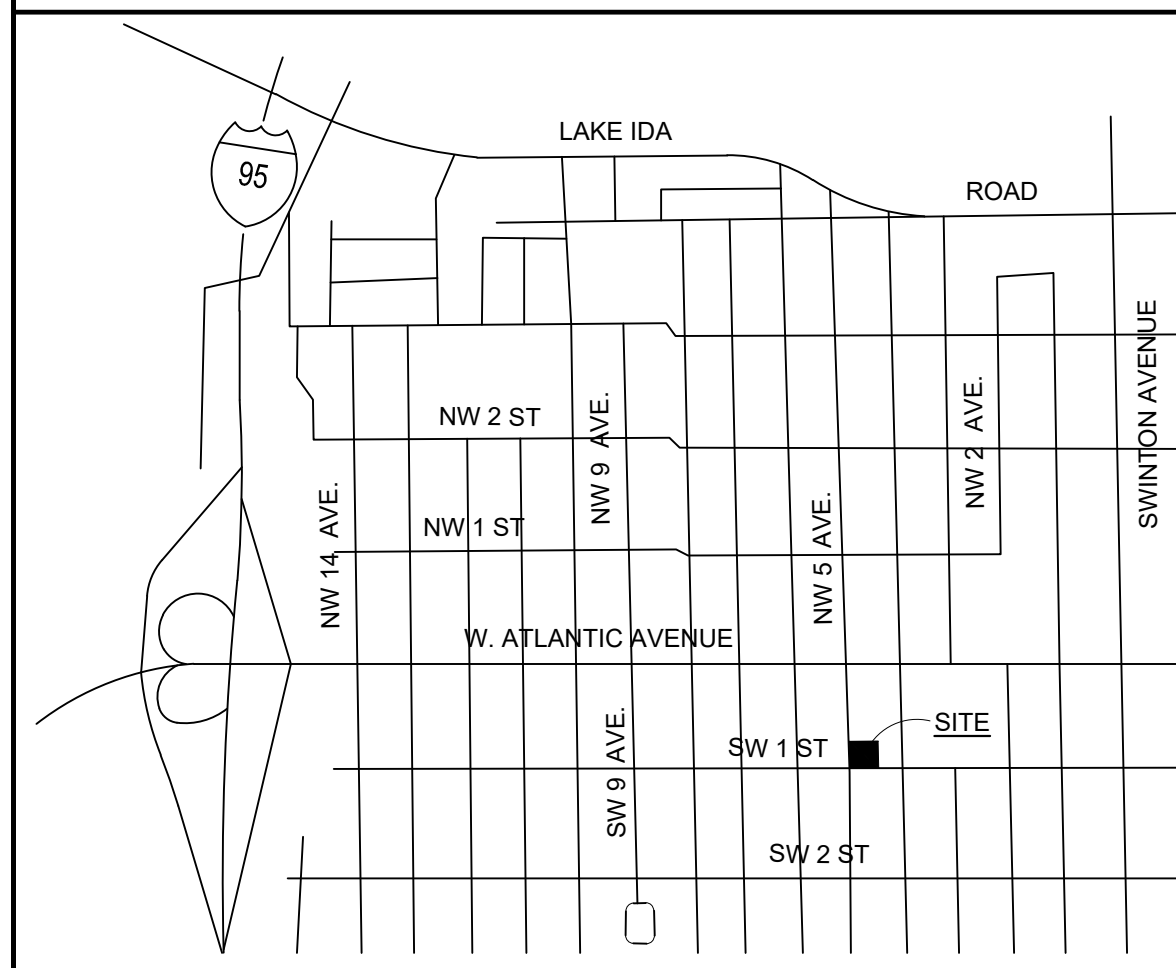 LAKE IDA
ROAD
95
SWINTON AVENUE
NW 2 AVE.
NW 9 AVE.
NW 2 ST
NW 14 AVE.
NW 1 ST
NW 5 AVE.
W. ATLANTIC AVENUE
SITE
SW 9 AVE.
SW 1 ST
SW 2 ST